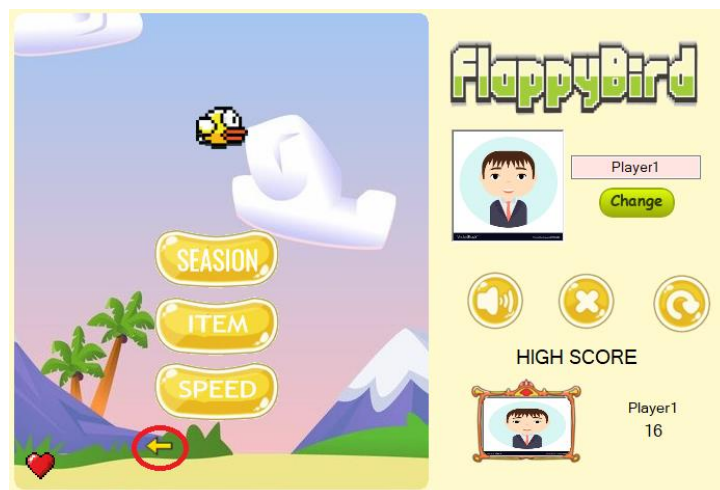 SEASION
ITEM
SPEED
FlappyBird
Player1
Change
HIGH SCORE
Player1
16